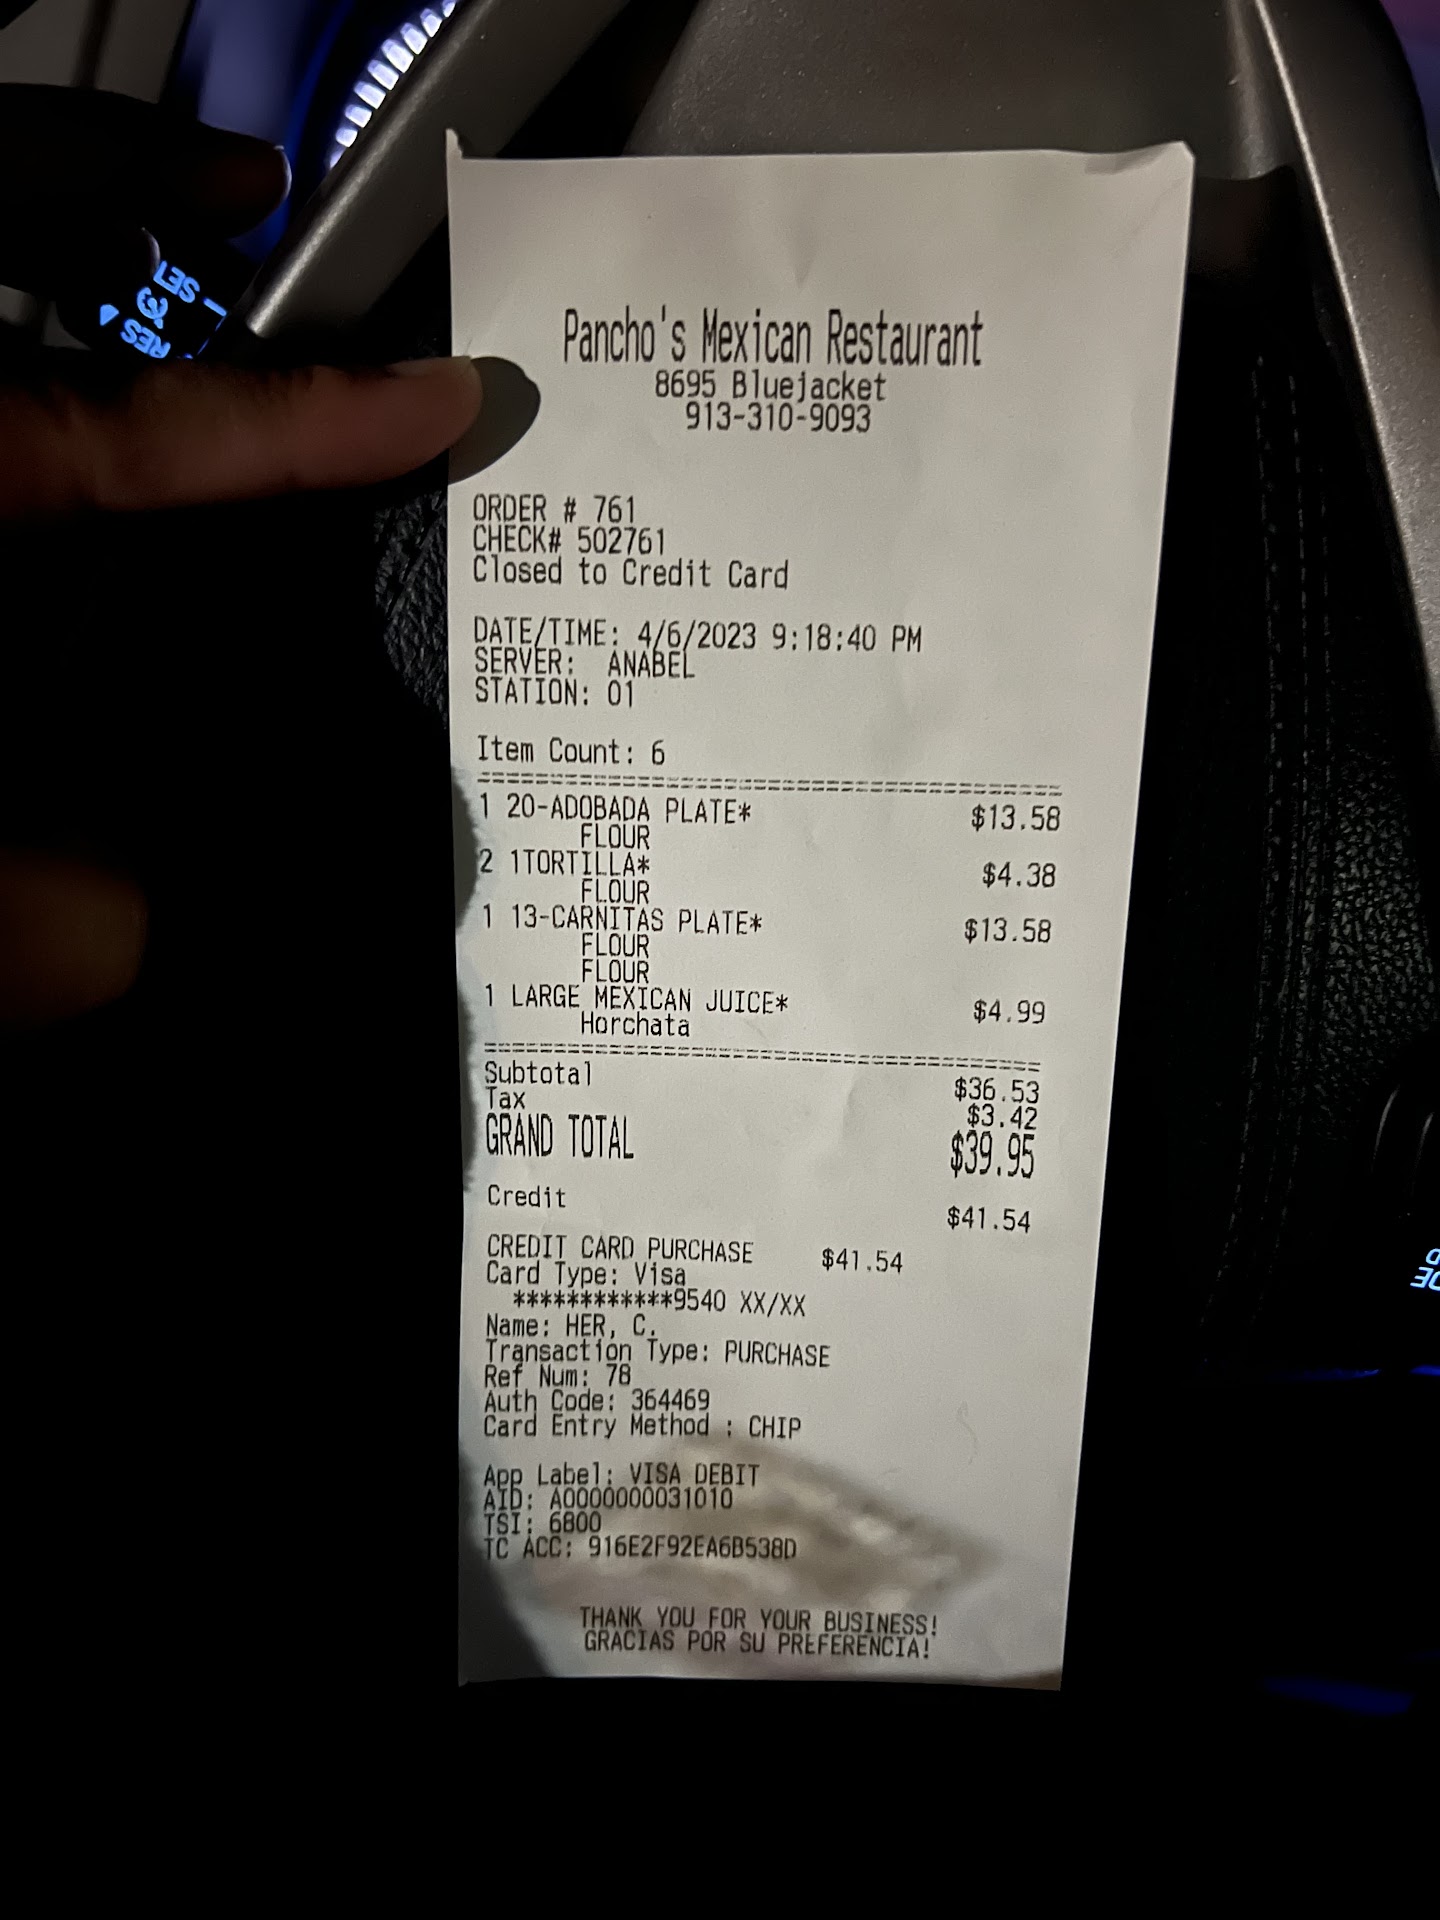 Pancho's Mexican Restaurant
8695 Bluejacket
913-310-9093
ORDER # 761
CHECK# 502761
Closed to Credit Card
DATE/TIME: 4/6/2023 9:18:40 PM
SERVER: ANABEL
STATION: 01
Item Count: 6
1 20-ADOBADA PLATE* $13.58
FLOUR
2 1TORTILLA* $4.38
FLOUR
1 13-CARNITAS PLATE* $13.58
FLOUR
FLOUR
1 LARGE MEXICAN JUICE* $4.99
Horchata
Subtotal $36.53
Tax $3.42
GRAND TOTAL $39.95
Credit $41.54
CREDIT CARD PURCHASE $41.54
Card Type: Visa
************9540 XX/XX
Name: HER, C.
Transaction Type: PURCHASE
Ref Num: 78
Auth Code: 364469
Card Entry Method : CHIP
App Label: VISA DEBIT
AID: A0000000031010
TSI: 6800
TC ACC: 916E2F92EA6B538D
THANK YOU FOR YOUR BUSINESS!
GRACIAS POR SU PREFERENCIA!
SET
RES